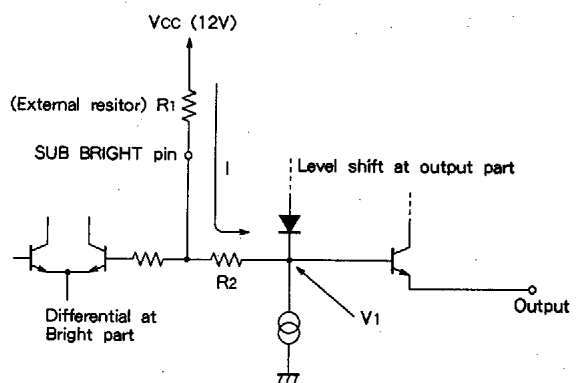 VCC (12V)
(External resitor) R1
SUB BRIGHT pin
I
Level shift at output part
R2
V1
Output
Differential at
Bright part